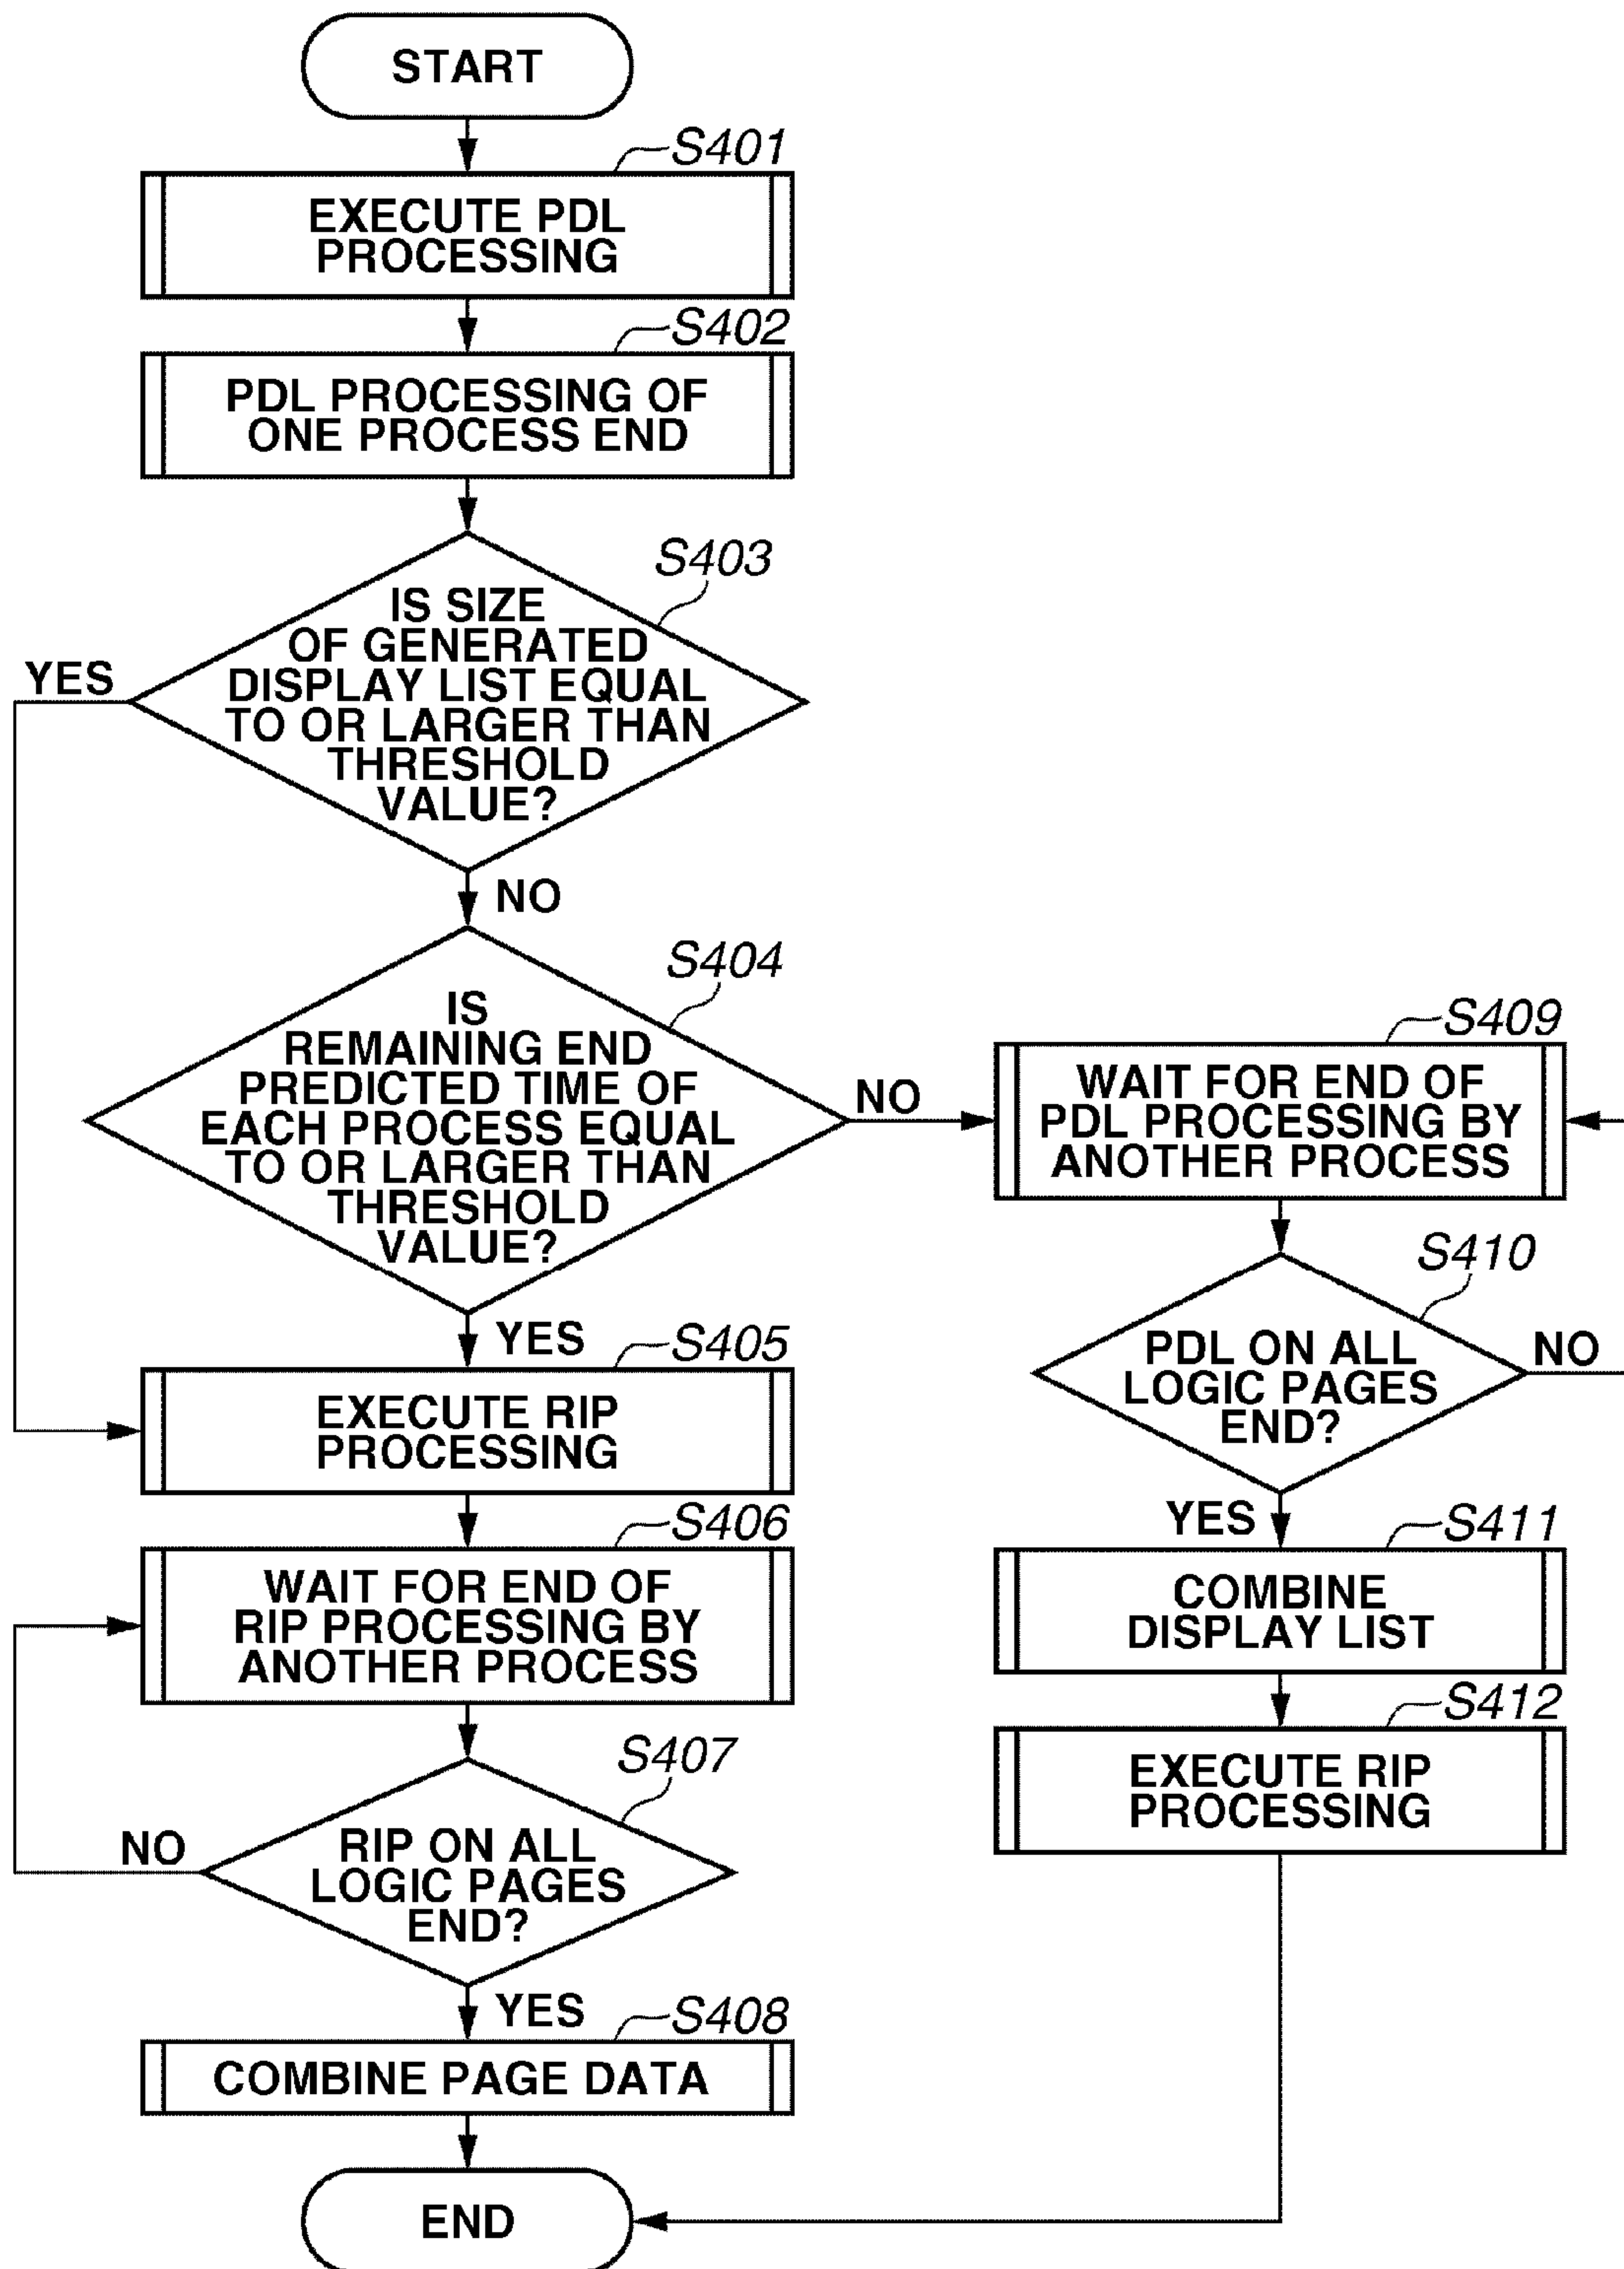 START
S401
EXECUTE PDL
PROCESSING
S402
PDL PROCESSING OF
ONE PROCESS END
S403
IS SIZE
OF GENERATED
DISPLAY LIST EQUAL
TO OR LARGER THAN
THRESHOLD
VALUE?
YES
NO
S404
IS
REMAINING END
PREDICTED TIME OF
EACH PROCESS EQUAL
TO OR LARGER THAN
THRESHOLD
VALUE?
NO
YES
S405
EXECUTE RIP
PROCESSING
S406
WAIT FOR END OF
RIP PROCESSING BY
ANOTHER PROCESS
S407
RIP ON ALL
LOGIC PAGES
END?
NO
YES
S408
COMBINE PAGE DATA
END
S409
WAIT FOR END OF
PDL PROCESSING BY
ANOTHER PROCESS
S410
PDL ON ALL
LOGIC PAGES
END?
NO
YES
S411
COMBINE
DISPLAY LIST
S412
EXECUTE RIP
PROCESSING